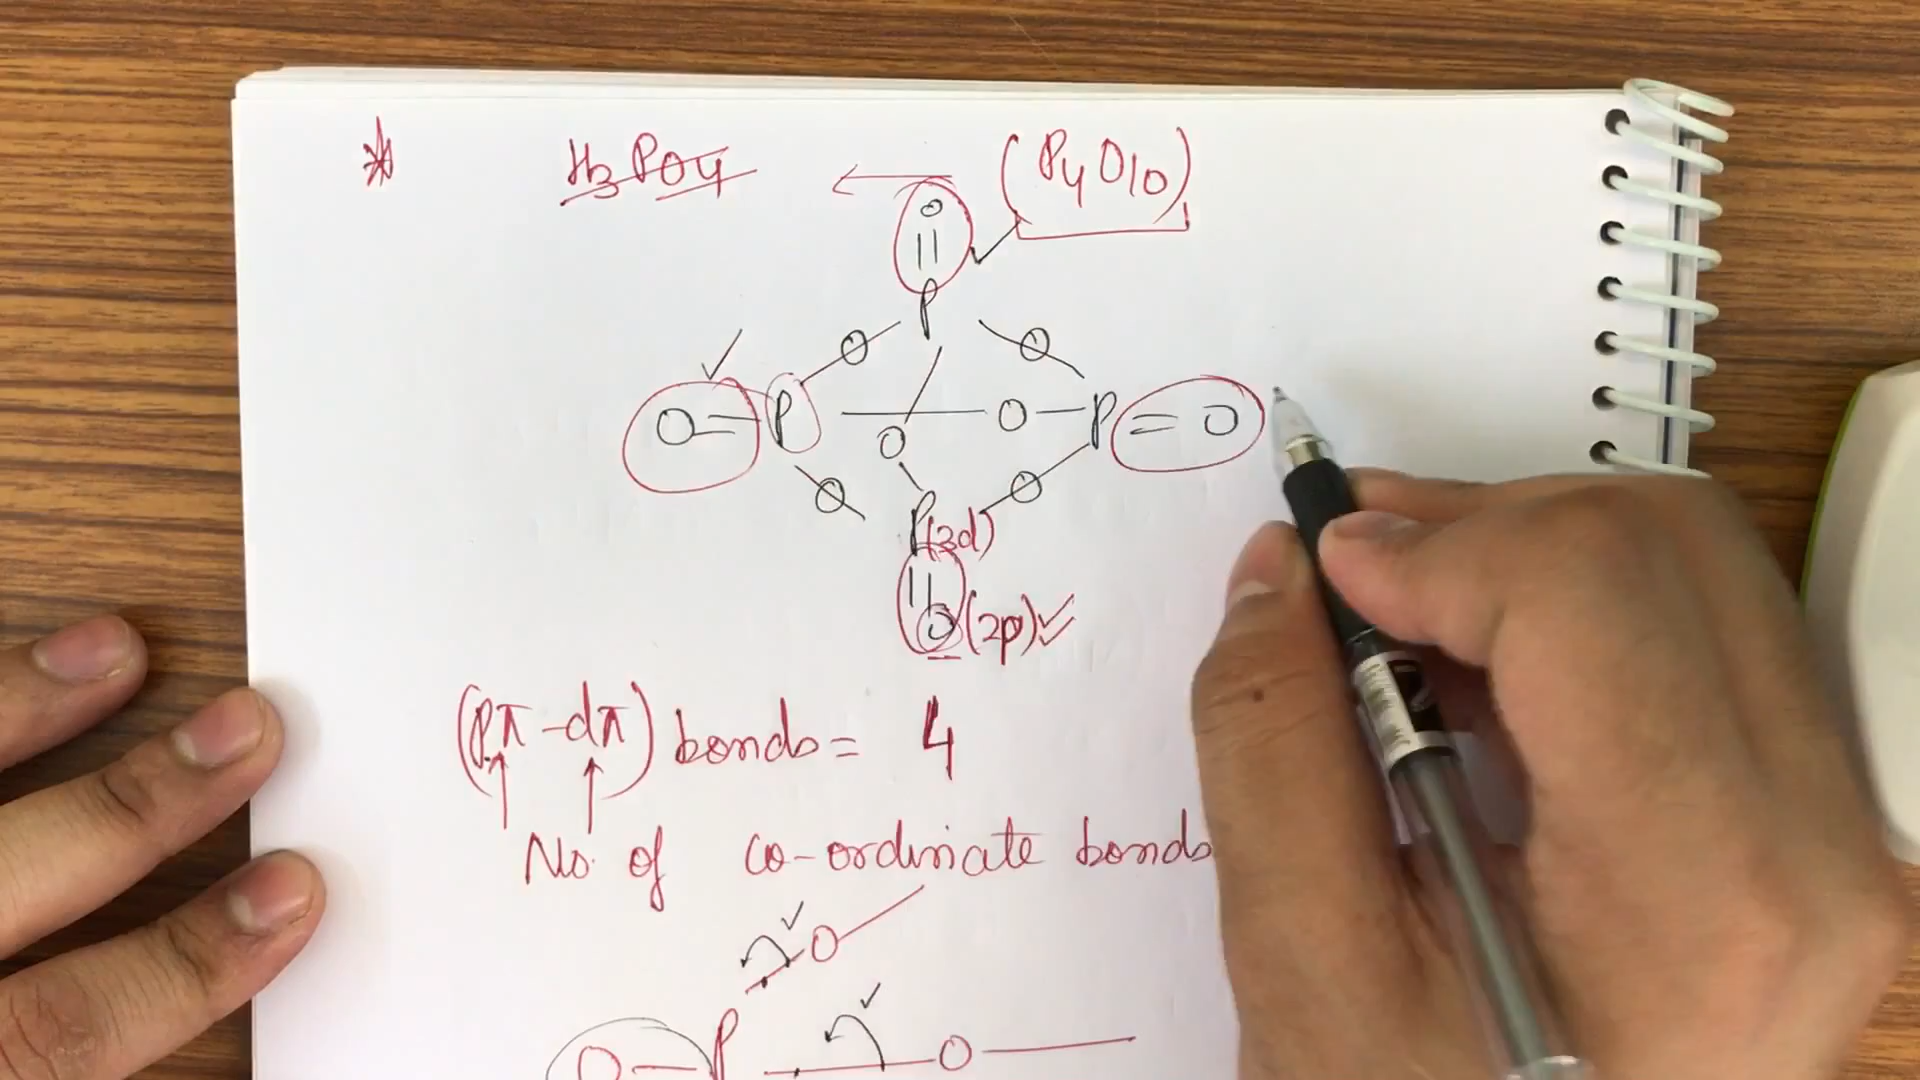 * H3PO4 (P4O10)
O
||
P
O O
O = P O P = O
O
O O
P(3d)
||
O (2p)
(pπ-dπ) bonds = 4
No. of co-ordinate bonds
O
P
O O